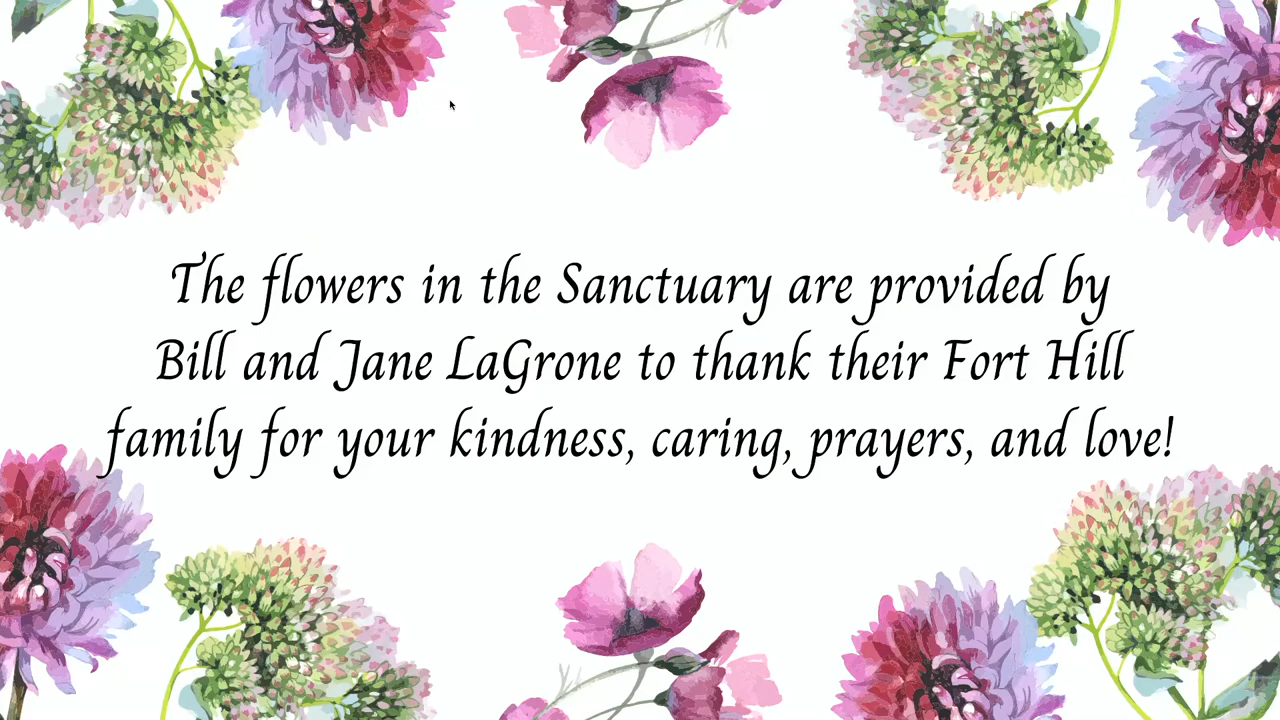 The flowers in the Sanctuary are provided by
Bill and Jane LaGrone to thank their Fort Hill
family for your kindness, caring, prayers, and love!